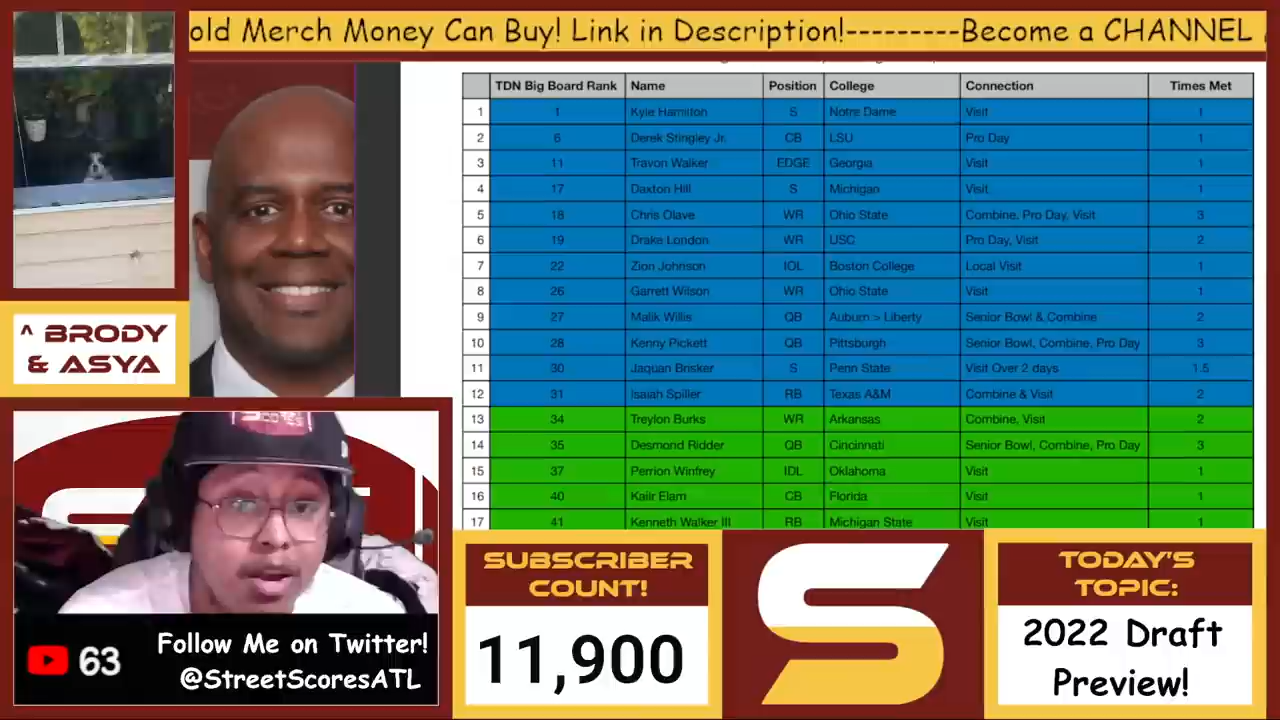 old Merch Money Can Buy! Link in Description!---------Become a CHANNEL
TDN Big Board Rank Name Position College Connection Times Met
1 1 Kyle Hamilton S Notre Dame Visit 1
2 6 Derek Stingley Jr. CB LSU Pro Day 1
3 11 Travon Walker EDGE Georgia Visit 1
4 17 Daxton Hill S Michigan Visit 1
5 18 Chris Olave WR Ohio State Combine, Pro Day, Visit 3
6 19 Drake London WR USC Pro Day, Visit 2
7 22 Zion Johnson IOL Boston College Local Visit 1
8 26 Garrett Wilson WR Ohio State Visit 1
9 27 Malik Willis QB Auburn > Liberty Senior Bowl & Combine 2
10 28 Kenny Pickett QB Pittsburgh Senior Bowl, Combine, Pro Day 3
11 30 Jaquan Brisker S Penn State Visit Over 2 days 1.5
12 31 Isaiah Spiller RB Texas A&M Combine & Visit 2
13 34 Treylon Burks WR Arkansas Combine, Visit 2
14 35 Desmond Ridder QB Cincinnati Senior Bowl, Combine, Pro Day 3
15 37 Perrion Winfrey IDL Oklahoma Visit 1
16 40 Kaiir Elam CB Florida Visit 1
17 41 Kenneth Walker III RB Michigan State Visit 1
^ BRODY
& ASYA
63
Follow Me on Twitter!
@StreetScoresATL
SUBSCRIBER
COUNT!
11,900
S
TODAY'S
TOPIC:
2022 Draft
Preview!